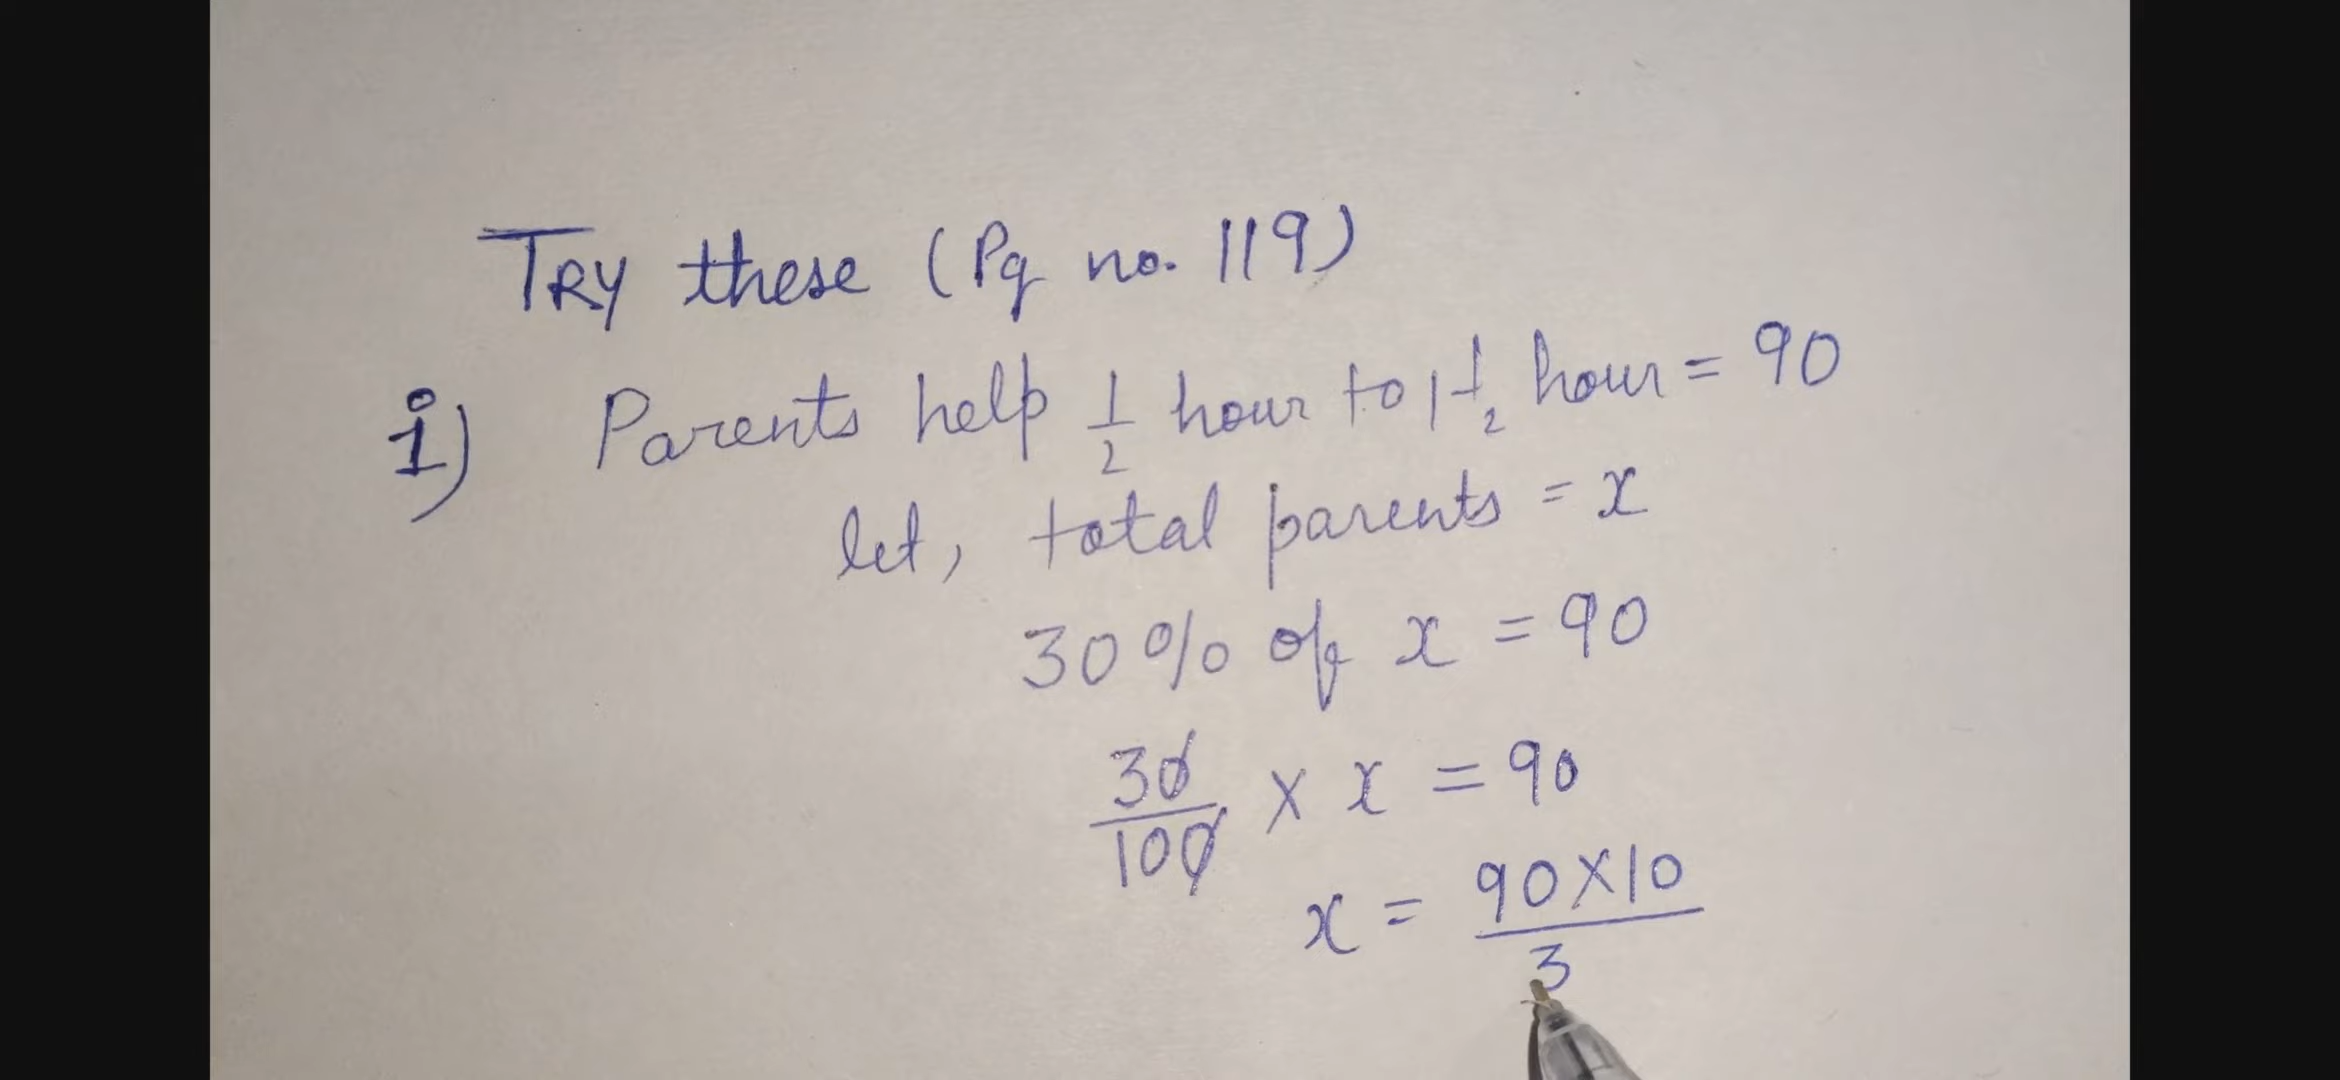 TRY these (Pg no. 119)
i) Parents help 1/2 hour to 1 1/2 hour = 90
let, total parents = x
30% of x = 90
30/100 × x = 90
x = 90×10/3